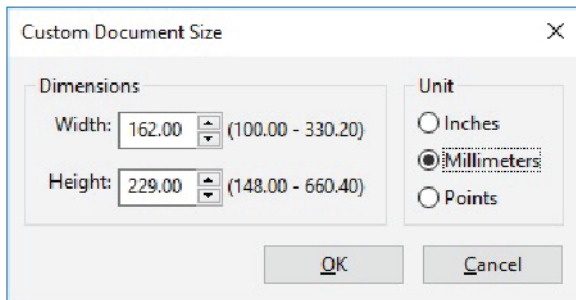 Custom Document Size
Dimensions
Width: 162.00 (100.00 - 330.20)
Height: 229.00 (148.00 - 660.40)
Unit
Inches
Millimeters
Points
OK
Cancel